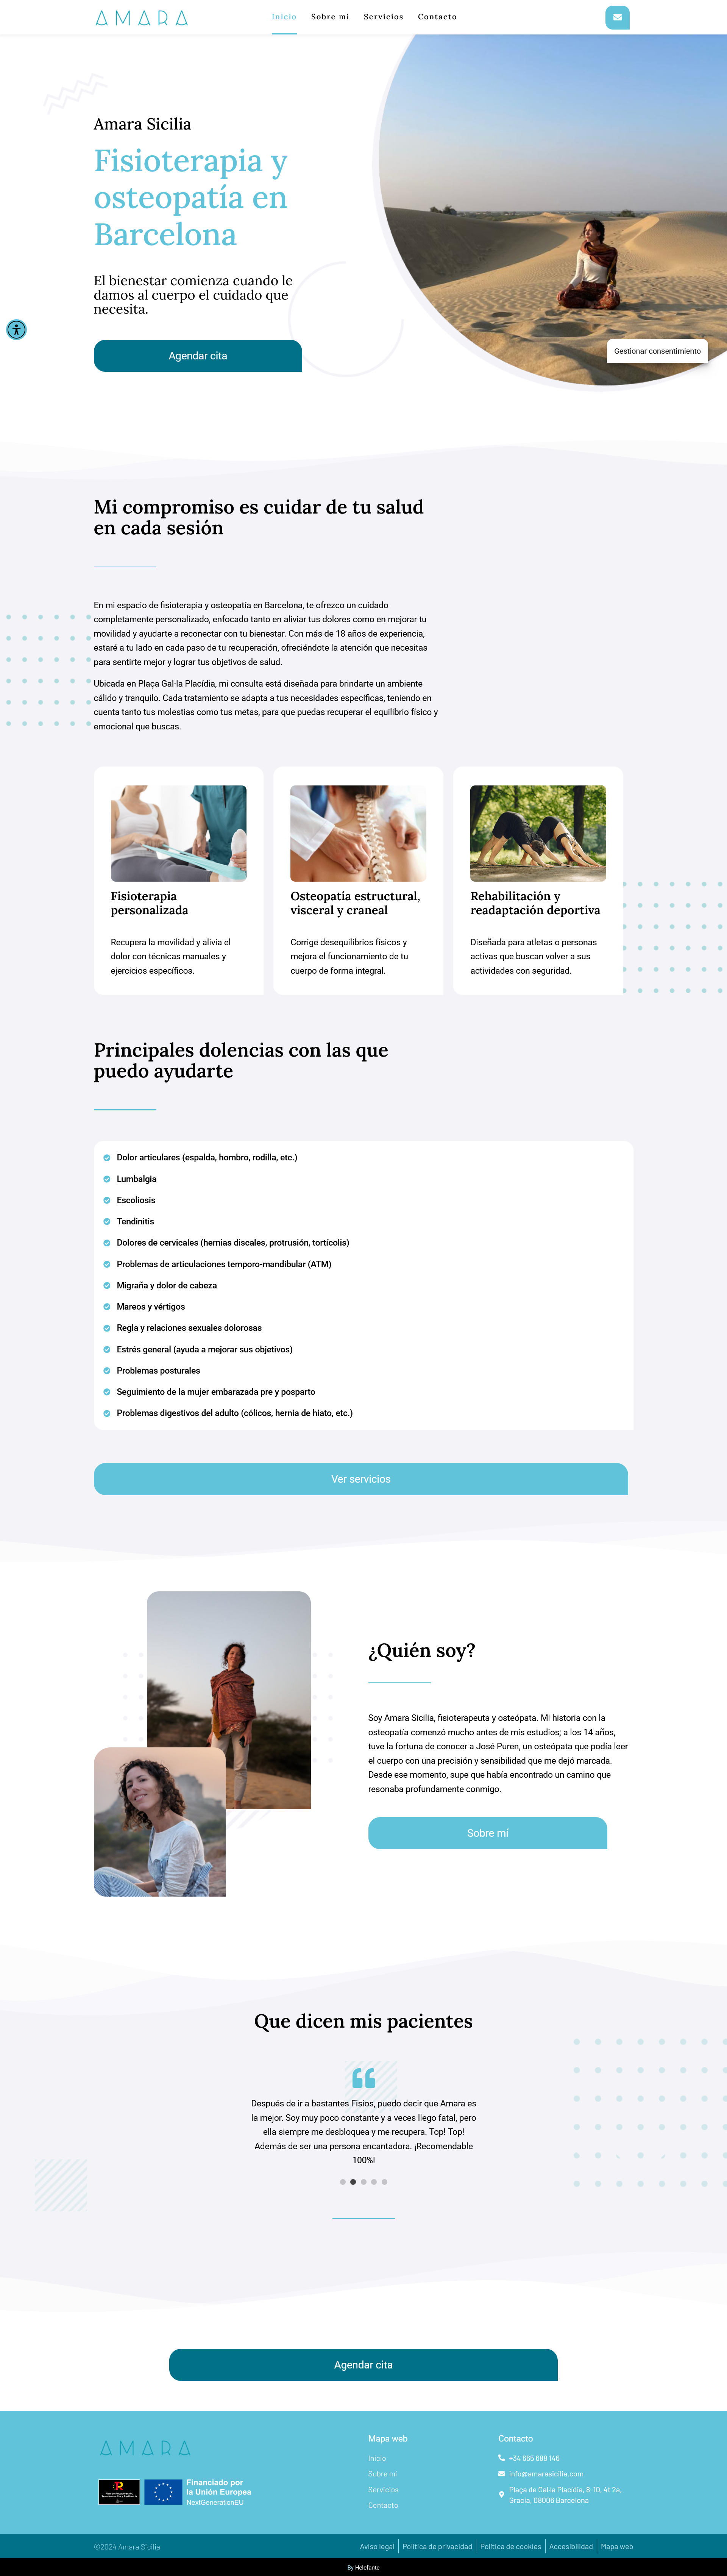 AMARA
Inicio
Sobre mi
Servicios
Contacto
Amara Sicilia
Fisioterapia y
osteopatía en
Barcelona
El bienestar comienza cuando le
damos al cuerpo el cuidado que
necesita.
Agendar cita
Gestionar consentimiento
Mi compromiso es cuidar de tu salud
en cada sesión
En mi espacio de fisioterapia y osteopatía en Barcelona, te ofrezco un cuidado
completamente personalizado, enfocado tanto en aliviar tus dolores como en mejorar tu
movilidad y ayudarte a reconectar con tu bienestar. Con más de 18 años de experiencia,
estaré a tu lado en cada paso de tu recuperación, ofreciéndote la atención que necesitas
para sentirte mejor y lograr tus objetivos de salud.
Ubicada en Plaça Gal·la Placídia, mi consulta está diseñada para brindarte un ambiente
cálido y tranquilo. Cada tratamiento se adapta a tus necesidades específicas, teniendo en
cuenta tanto tus molestias como tus metas, para que puedas recuperar el equilibrio físico y
emocional que buscas.
Fisioterapia
personalizada
Recupera la movilidad y alivia el
dolor con técnicas manuales y
ejercicios específicos.
Osteopatía estructural,
visceral y craneal
Corrige desequilibrios físicos y
mejora el funcionamiento de tu
cuerpo de forma integral.
Rehabilitación y
readaptación deportiva
Diseñada para atletas o personas
activas que buscan volver a sus
actividades con seguridad.
Principales dolencias con las que
puedo ayudarte
Dolor articulares (espalda, hombro, rodilla, etc.)
Lumbalgia
Escoliosis
Tendinitis
Dolores de cervicales (hernias discales, protrusión, tortícolis)
Problemas de articulaciones temporo-mandibular (ATM)
Migraña y dolor de cabeza
Mareos y vértigos
Regla y relaciones sexuales dolorosas
Estrés general (ayuda a mejorar sus objetivos)
Problemas posturales
Seguimiento de la mujer embarazada pre y posparto
Problemas digestivos del adulto (cólicos, hernia de hiato, etc.)
Ver servicios
¿Quién soy?
Soy Amara Sicilia, fisioterapeuta y osteópata. Mi historia con la
osteopatía comenzó mucho antes de mis estudios; a los 14 años,
tuve la fortuna de conocer a José Puren, un osteópata que podía leer
el cuerpo con una precisión y sensibilidad que me dejó marcada.
Desde ese momento, supe que había encontrado un camino que
resonaba profundamente conmigo.
Sobre mí
Que dicen mis pacientes
Después de ir a bastantes Fisios, puedo decir que Amara es
la mejor. Soy muy poco constante y a veces llego fatal, pero
ella siempre me desbloquea y me recupera. Top! Top!
Además de ser una persona encantadora. ¡Recomendable
100%!
Agendar cita
AMARA
Financiado por
la Unión Europea
NextGenerationEU
Mapa web
Inicio
Sobre mi
Servicios
Contacto
Contacto
+34 665 688 146
info@amarasicilia.com
Plaça de Gal·la Placídia, 8-10, 4t 2a,
Gracia, 08006 Barcelona
©2024 Amara Sicilia
Aviso legal
Política de privacidad
Política de cookies
Accesibilidad
Mapa web
By Helefante